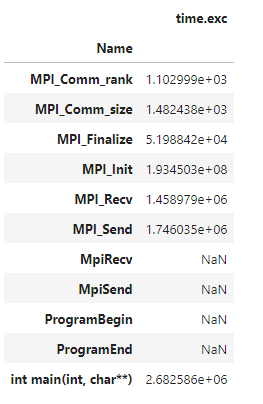 time.exc
Name
MPI_Comm_rank 1.102999e+03
MPI_Comm_size 1.482438e+03
MPI_Finalize 5.198842e+04
MPI_Init 1.934503e+08
MPI_Recv 1.458979e+06
MPI_Send 1.746035e+06
MpiRecv NaN
MpiSend NaN
ProgramBegin NaN
ProgramEnd NaN
int main(int, char**) 2.682586e+06